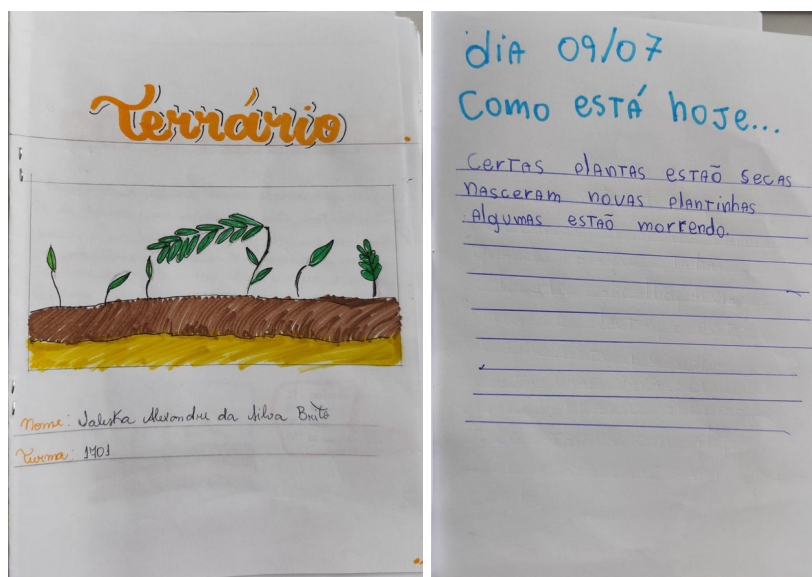 Terrário
Nome: Valeska Alexandre da Silva Brito
Turma: 1701
dia 09/07
Como está hoje...
Certas plantas estão secas
nasceram novas plantinhas
Algumas estão morrendo.